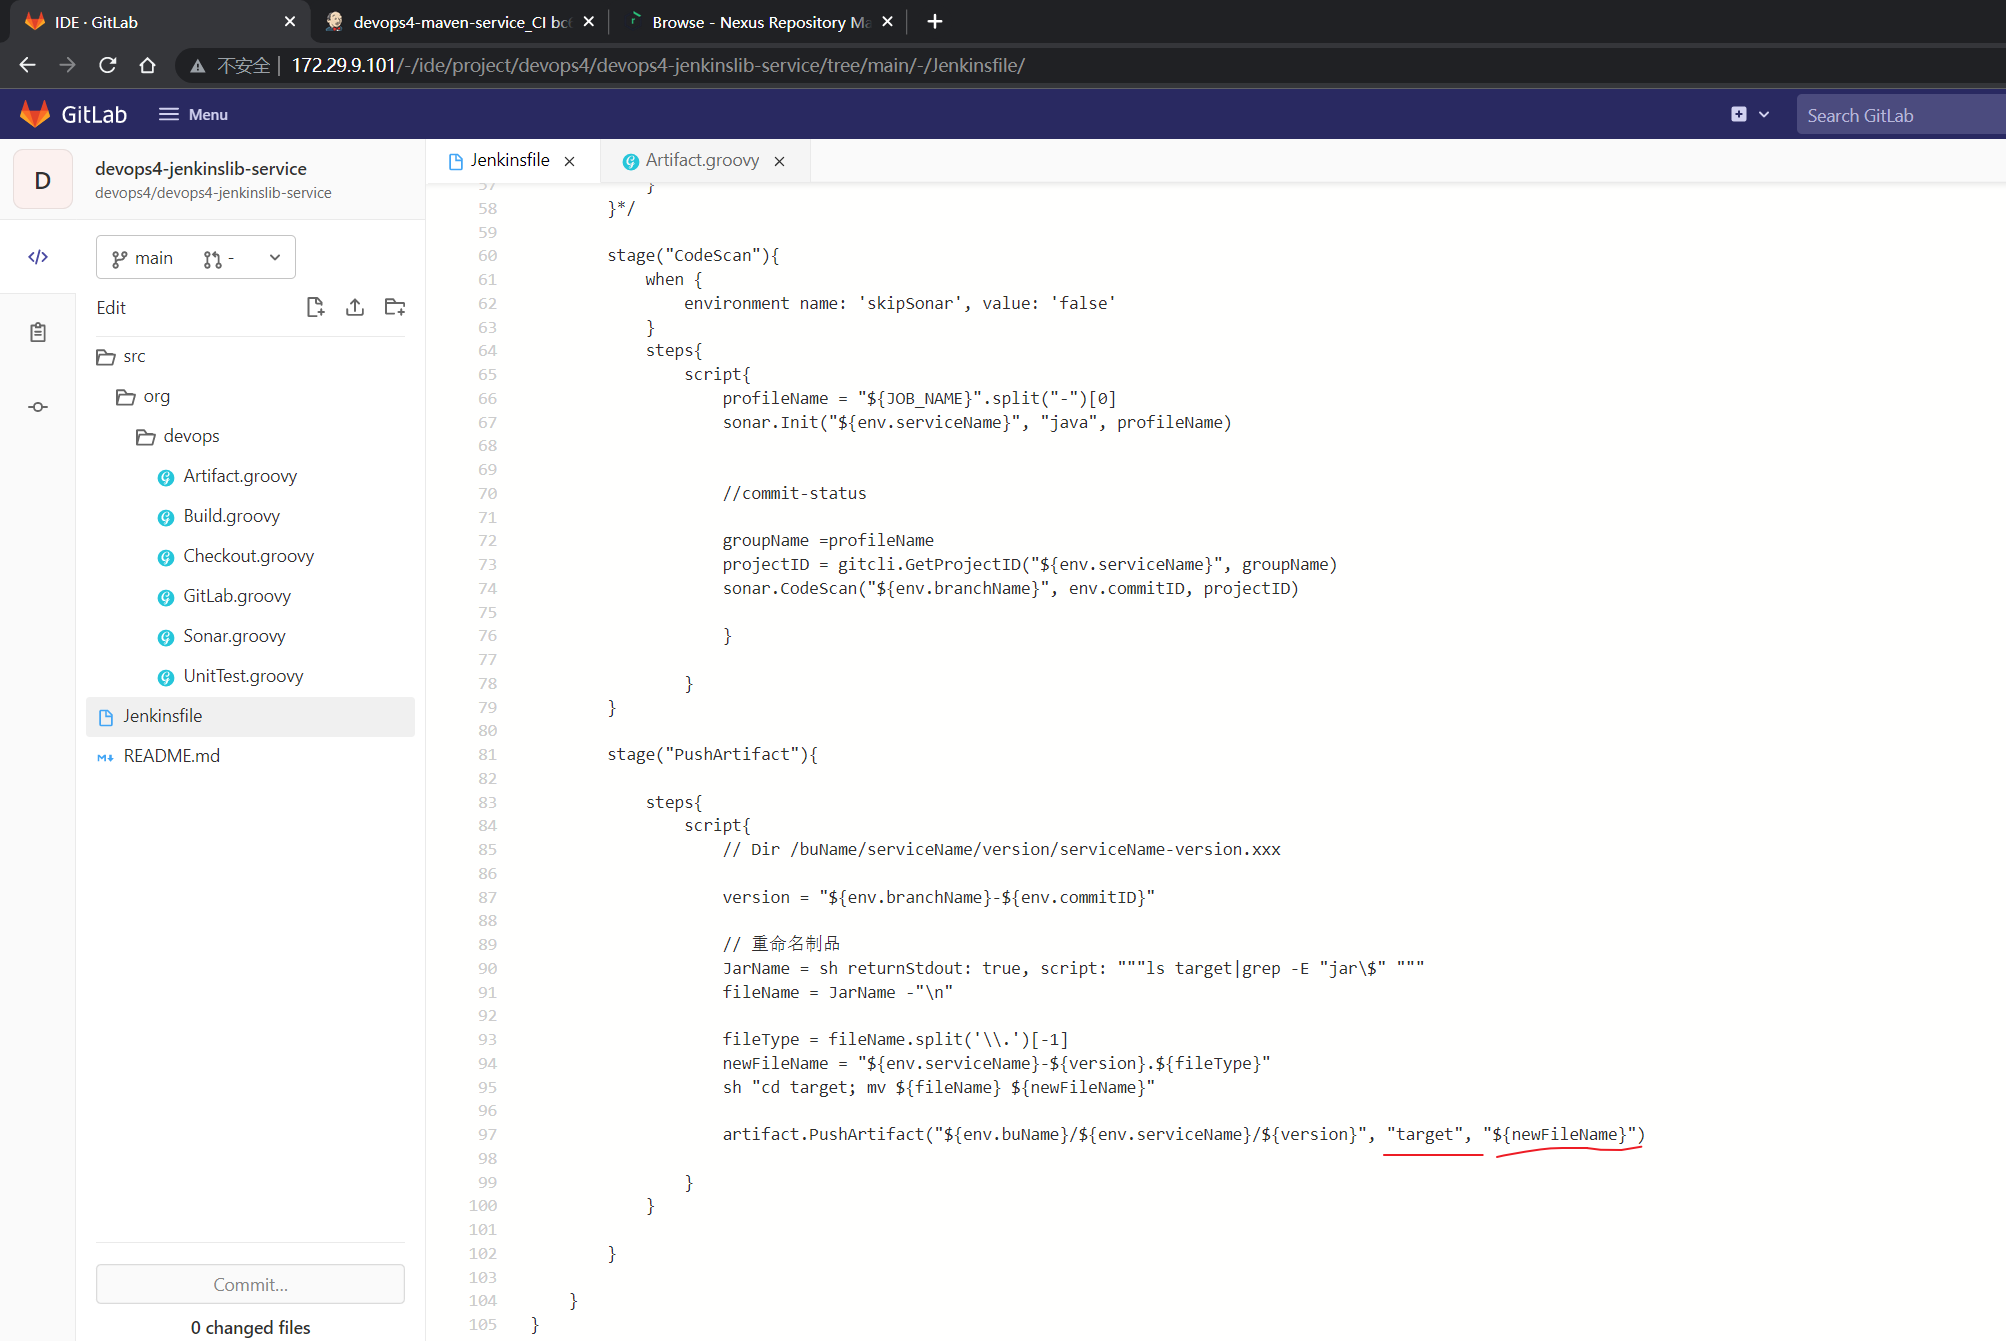 IDE · GitLab
devops4-maven-service_CI
Browse - Nexus Repository Ma
不安全
172.29.9.101/-/ide/project/devops4/devops4-jenkinslib-service/tree/main/-/Jenkinsfile/
GitLab
Menu
Search GitLab
D
devops4-jenkinslib-service
devops4/devops4-jenkinslib-service
main
-
Edit
src
org
devops
Artifact.groovy
Build.groovy
Checkout.groovy
GitLab.groovy
Sonar.groovy
UnitTest.groovy
Jenkinsfile
README.md
Commit...
0 changed files
Jenkinsfile
Artifact.groovy
57 }
58 }*/
59
60 stage("CodeScan"){
61 when {
62 environment name: 'skipSonar', value: 'false'
63 }
64 steps{
65 script{
66 profileName = "${JOB_NAME}".split("-")[0]
67 sonar.Init("${env.serviceName}", "java", profileName)
68
69
70 //commit-status
71
72 groupName =profileName
73 projectID = gitcli.GetProjectID("${env.serviceName}", groupName)
74 sonar.CodeScan("${env.branchName}", env.commitID, projectID)
75
76 }
77
78 }
79 }
80
81 stage("PushArtifact"){
82
83 steps{
84 script{
85 // Dir /buName/serviceName/version/serviceName-version.xxx
86
87 version = "${env.branchName}-${env.commitID}"
88
89 // 重命名制品
90 JarName = sh returnStdout: true, script: """ls target|grep -E "jar\$" """
91 fileName = JarName -"\n"
92
93 fileType = fileName.split('\\.')[-1]
94 newFileName = "${env.serviceName}-${version}.${fileType}"
95 sh "cd target; mv ${fileName} ${newFileName}"
96
97 artifact.PushArtifact("${env.buName}/${env.serviceName}/${version}", "target", "${newFileName}")
98
99 }
100 }
101
102 }
103
104 }
105 }